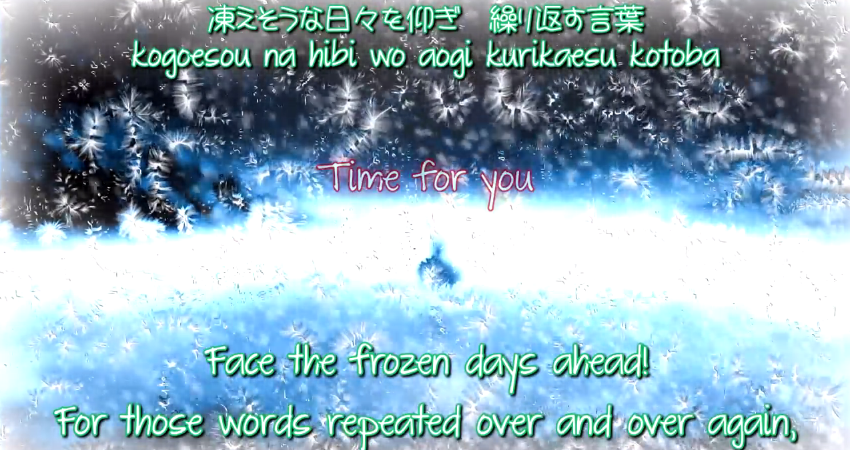 凍えそうな日々を仰ぎ　繰り返す言葉
kogoesou na hibi wo aogi kurikaesu kotoba
Time for you
Face the frozen days ahead!
For those words repeated over and over again,